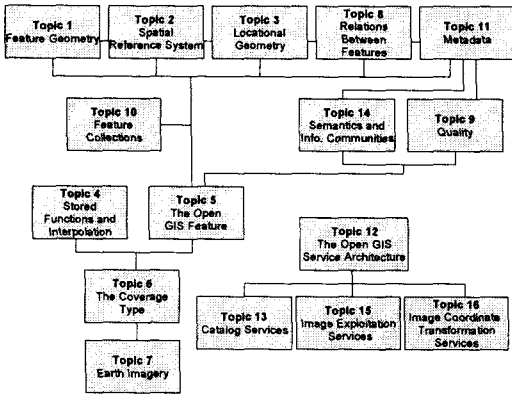 Topic 1
Feature Geometry
Topic 2
Spatial
Reference System
Topic 3
Locational
Geometry
Topic 8
Relations
Between
Features
Topic 11
Metadata
Topic 10
Feature
Collections
Topic 14
Semantics and
Info. Communities
Topic 9
Quality
Topic 4
Stored
Functions and
Interpolation
Topic 5
The Open
GIS Feature
Topic 12
The Open GIS
Service Architecture
Topic 6
The Coverage
Type
Topic 13
Catalog Services
Topic 15
Image Exploitation
Services
Topic 16
Image Coordinate
Transformation
Services
Topic 7
Earth Imagery